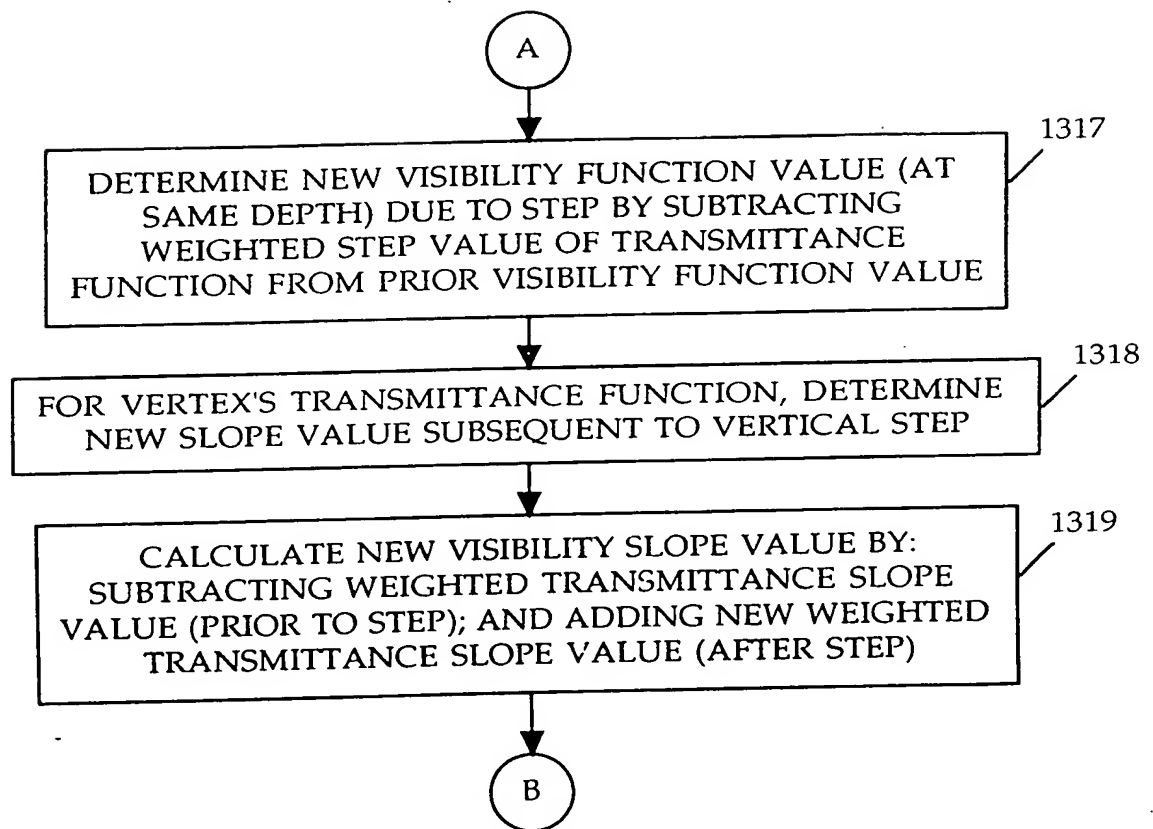 A
1317
DETERMINE NEW VISIBILITY FUNCTION VALUE (AT
SAME DEPTH) DUE TO STEP BY SUBTRACTING
WEIGHTED STEP VALUE OF TRANSMITTANCE
FUNCTION FROM PRIOR VISIBILITY FUNCTION VALUE
1318
FOR VERTEX'S TRANSMITTANCE FUNCTION, DETERMINE
NEW SLOPE VALUE SUBSEQUENT TO VERTICAL STEP
1319
CALCULATE NEW VISIBILITY SLOPE VALUE BY:
SUBTRACTING WEIGHTED TRANSMITTANCE SLOPE
VALUE (PRIOR TO STEP); AND ADDING NEW WEIGHTED
TRANSMITTANCE SLOPE VALUE (AFTER STEP)
B